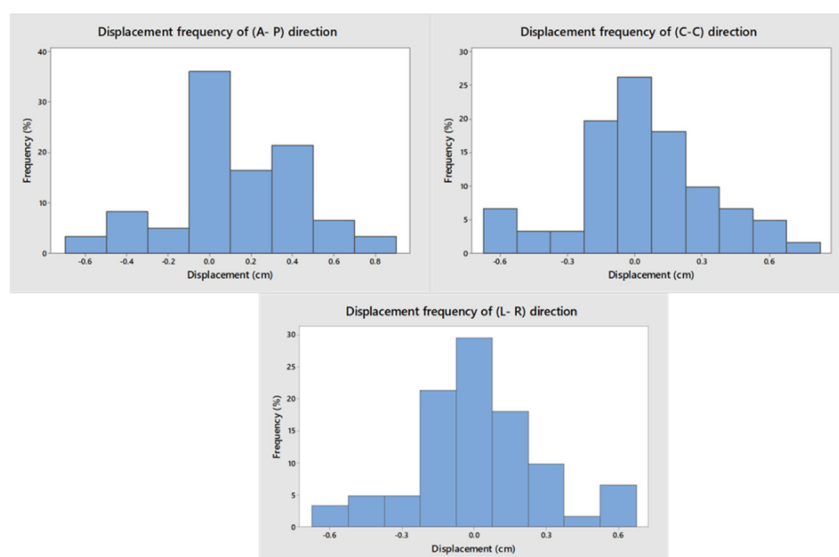 Displacement frequency of (A- P) direction
Frequency (%)
40
30
20
10
0
-0.6 -0.4 -0.2 0.0 0.2 0.4 0.6 0.8
Displacement (cm)
Displacement frequency of (C-C) direction
Frequency (%)
30
25
20
15
10
5
0
-0.6 -0.3 0.0 0.3 0.6
Displacement (cm)
Displacement frequency of (L- R) direction
Frequency (%)
30
25
20
15
10
5
0
-0.6 -0.3 0.0 0.3 0.6
Displacement (cm)